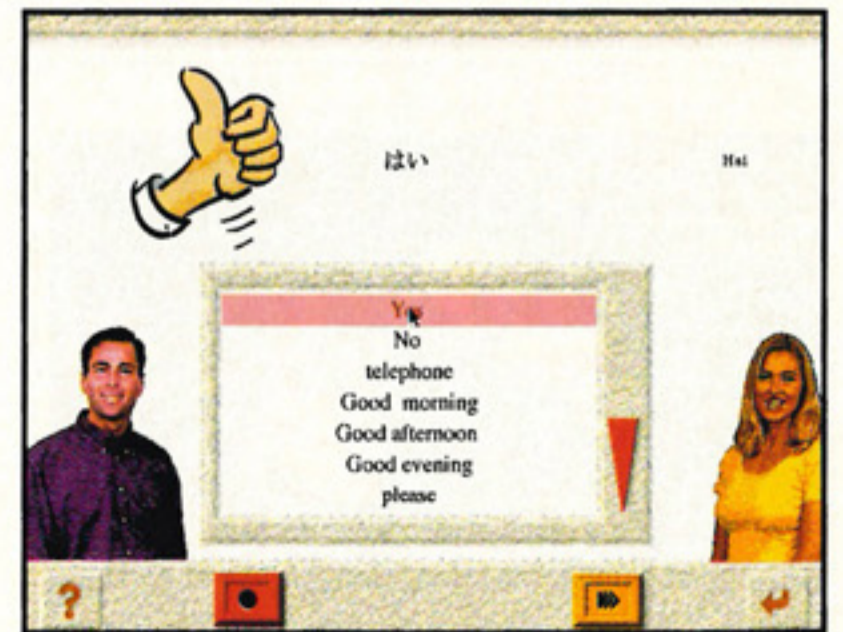 はい
Hai
Yes
No
telephone
Good morning
Good afternoon
Good evening
please
?